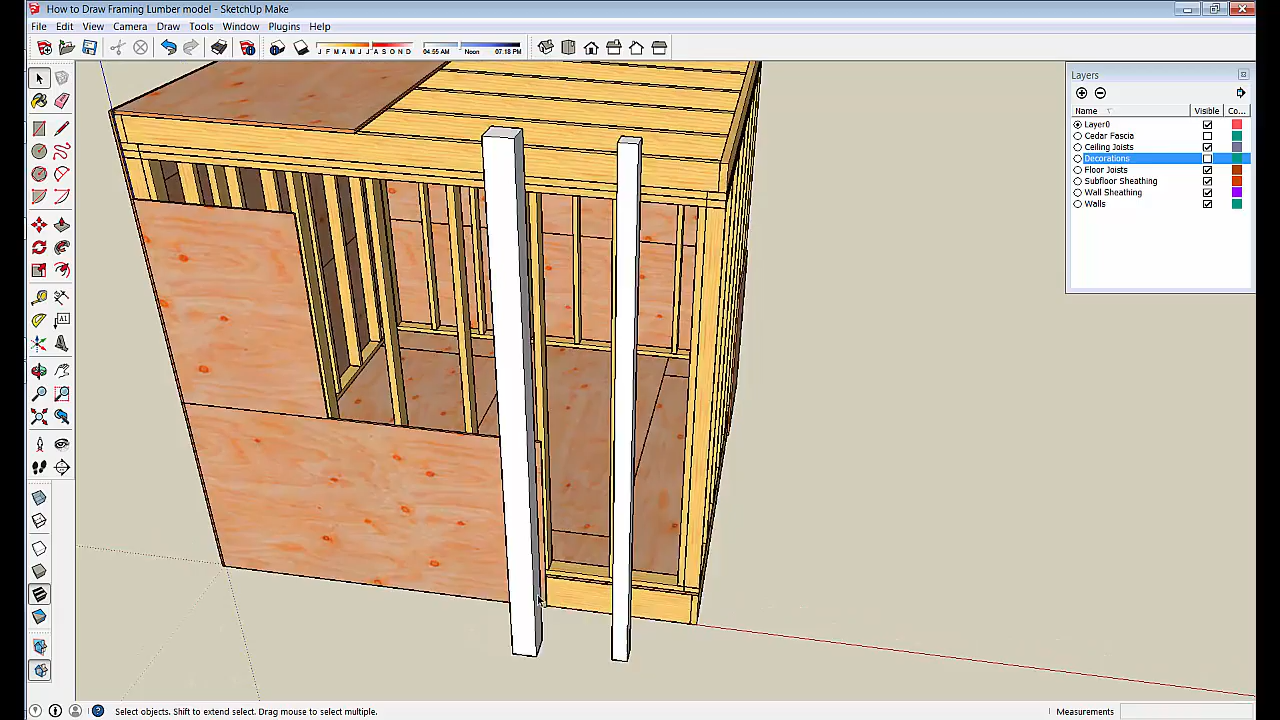 How to Draw Framing Lumber model - SketchUp Make
File Edit View Camera Draw Tools Window Plugins Help
J F M A M J J A S O N D 04:55 AM Noon 07:18 PM
Layers
Name Visible Co...
Layer0
Cedar Fascia
Ceiling Joists
Decorations
Floor Joists
Subfloor Sheathing
Wall Sheathing
Walls
A1
Select objects. Shift to extend select. Drag mouse to select multiple.
Measurements